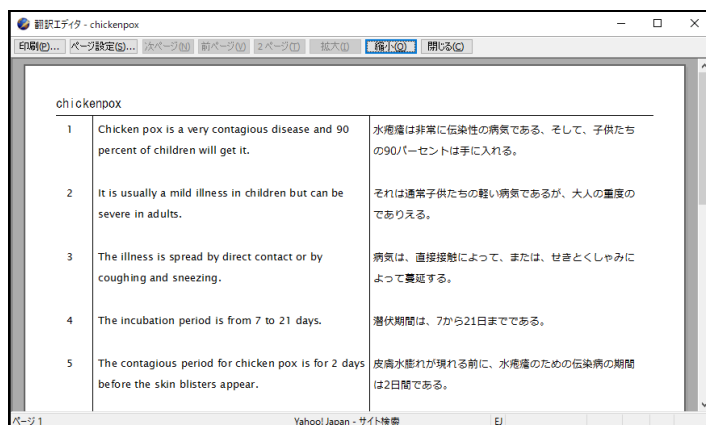 翻訳エディタ - chickenpox
印刷(P)... ページ設定(S)... 次ページ(N) 前ページ(V) 2 ページ(T) 拡大(I) 縮小(O) 閉じる(C)
chickenpox
1 Chicken pox is a very contagious disease and 90 水疱瘡は非常に伝染性の病気である、そして、子供たち
percent of children will get it. の90パーセントは手に入れる。
2 It is usually a mild illness in children but can be それは通常子供たちの軽い病気であるが、大人の重度の
severe in adults. でありえる。
3 The illness is spread by direct contact or by 病気は、直接接触によって、または、せきとくしゃみに
coughing and sneezing. よって蔓延する。
4 The incubation period is from 7 to 21 days. 潜伏期間は、7から21日までである。
5 The contagious period for chicken pox is for 2 days 皮膚水膨れが現れる前に、水疱瘡のための伝染病の期間
before the skin blisters appear. は2日間である。
ページ 1 Yahoo! Japan - サイト検索 EJ